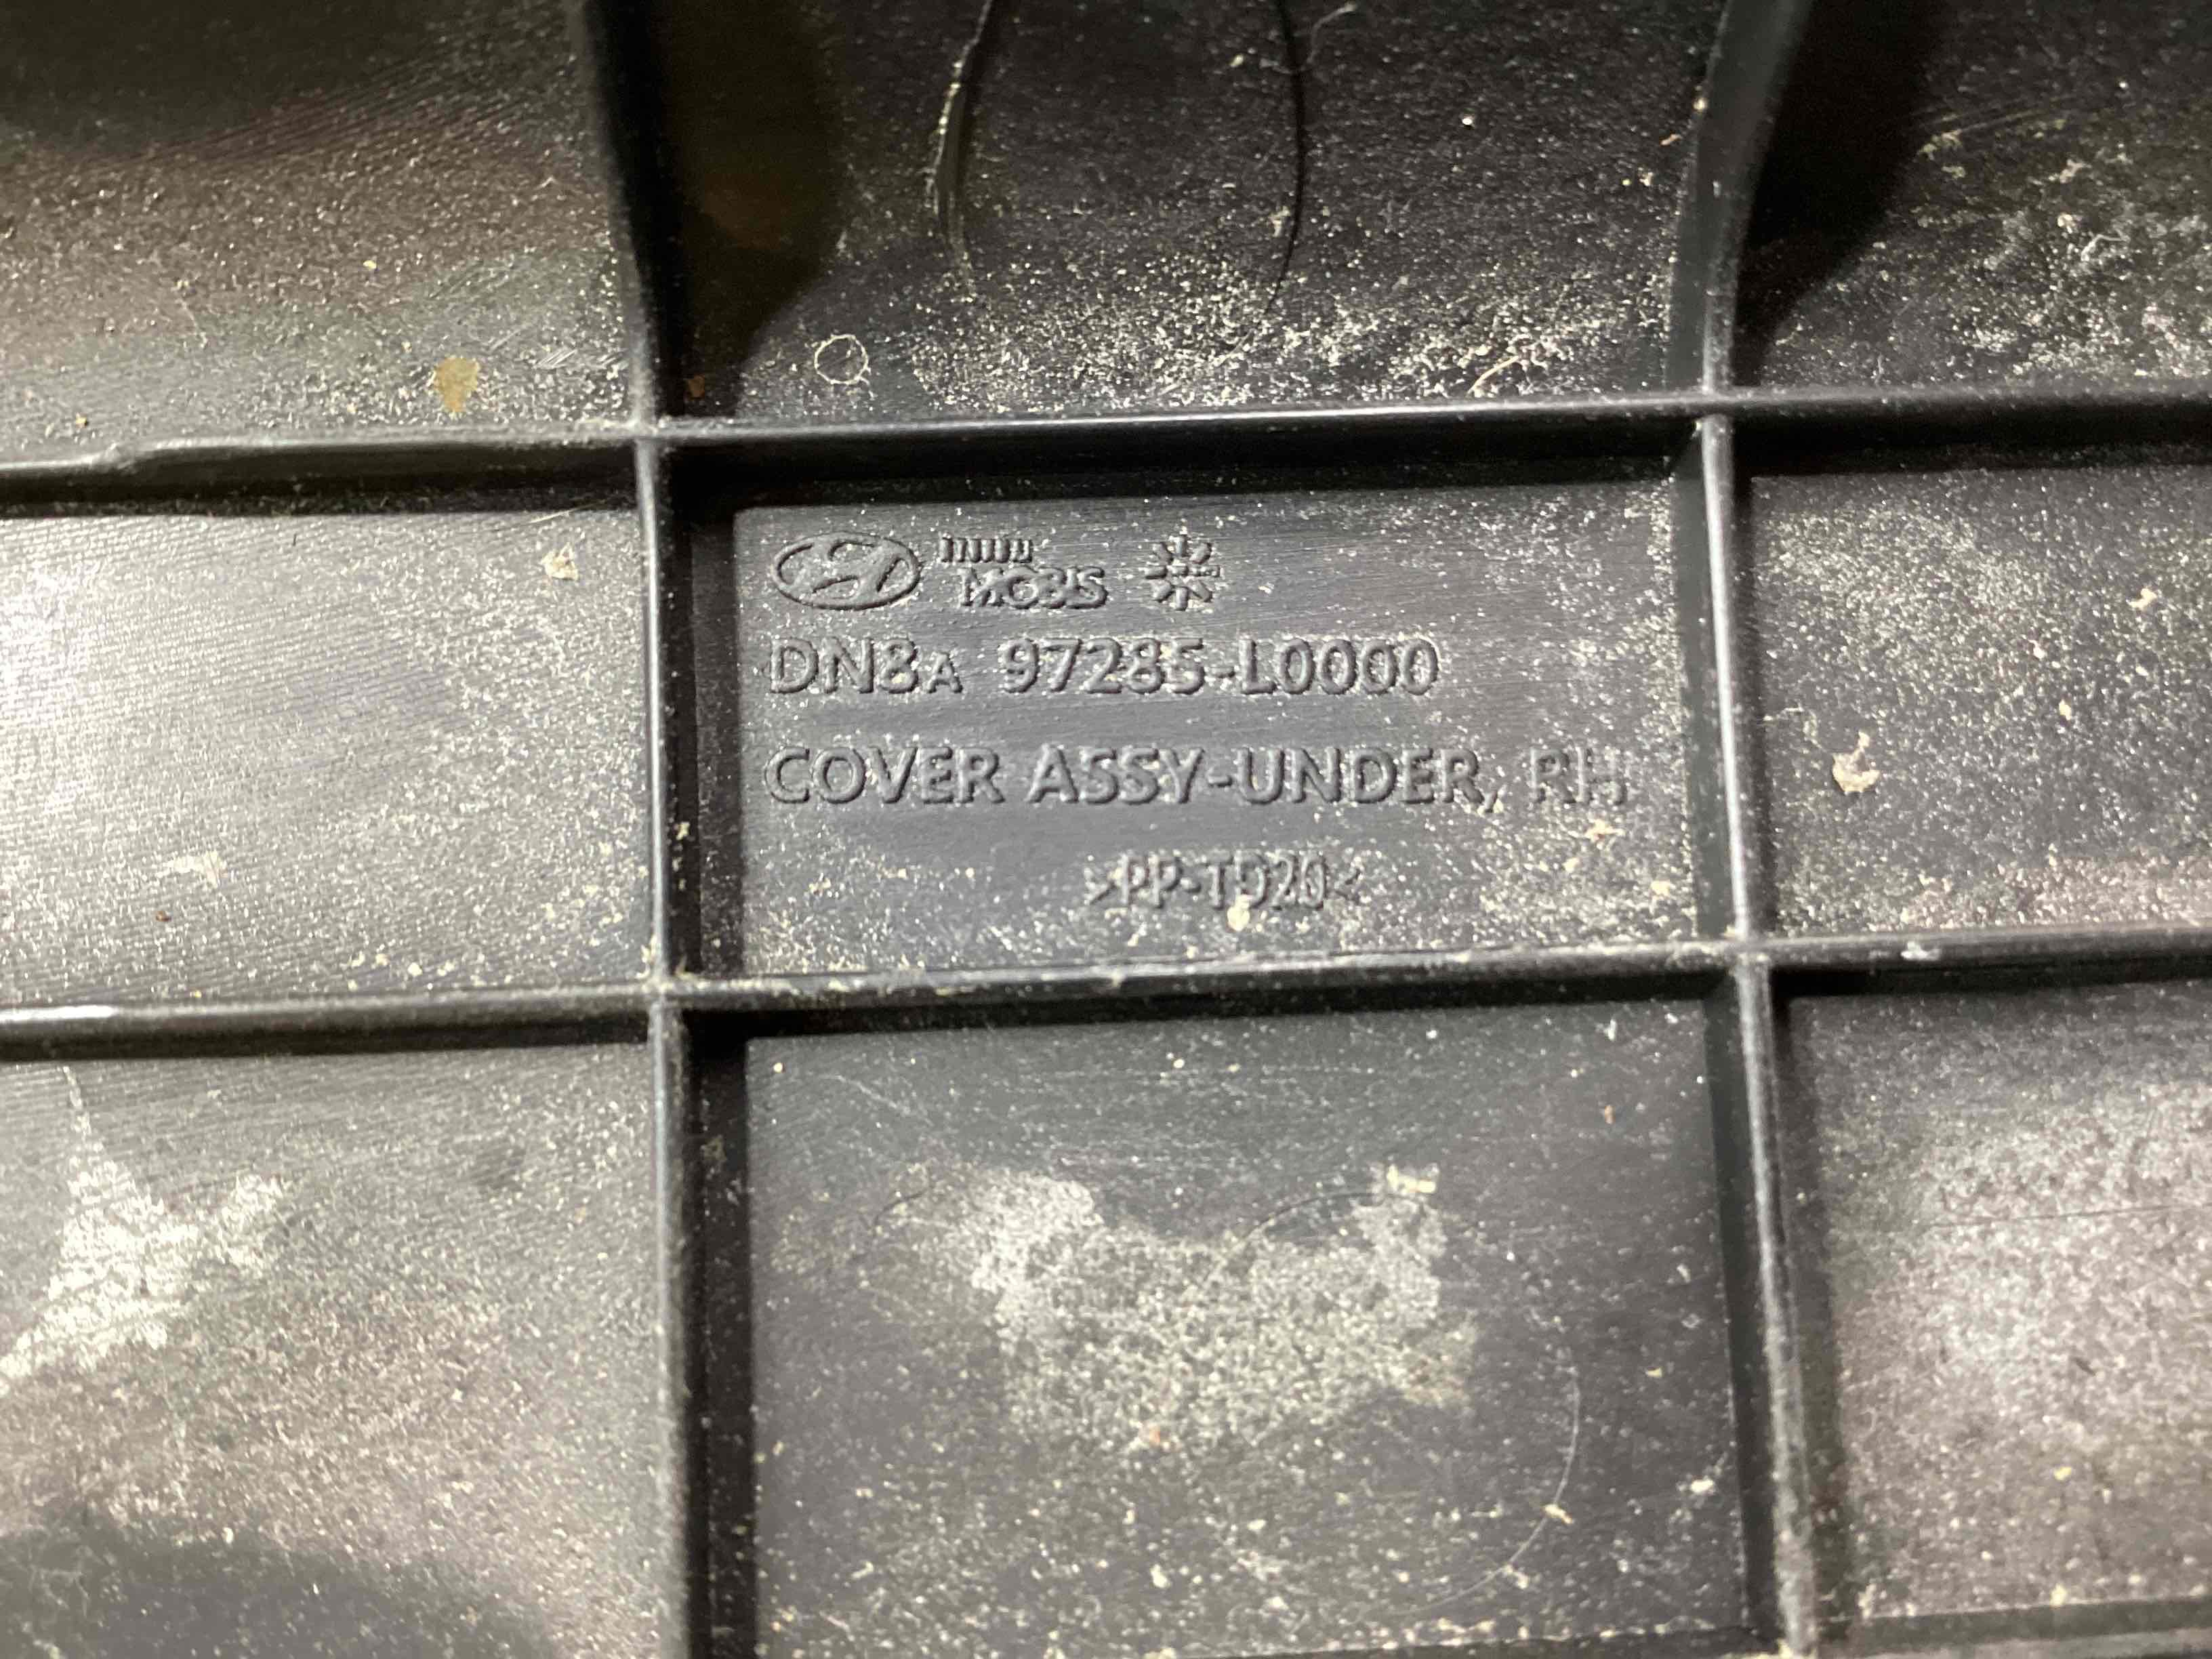 MOBIS
DN8A 97285-L0000
COVER ASSY-UNDER, RH
>PP-TD20<